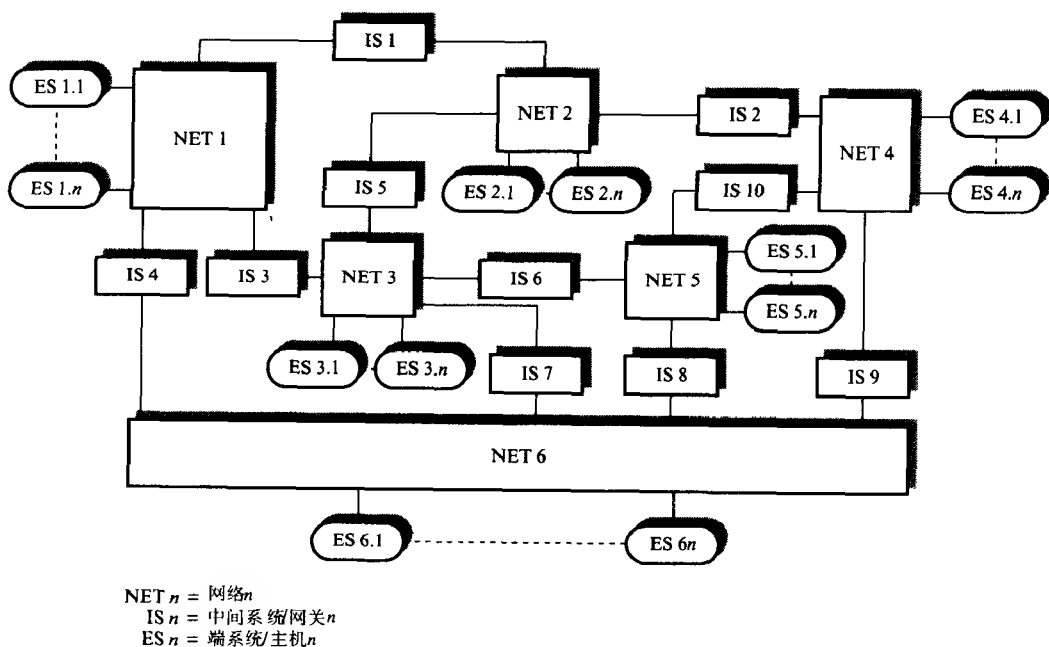 IS 1
ES 1.1
NET 1
NET 2
IS 2
ES 4.1
NET 4
ES 1.n
IS 5
ES 2.1
ES 2.n
IS 10
ES 4.n
IS 4
IS 3
NET 3
IS 6
NET 5
ES 5.1
ES 5.n
ES 3.1
ES 3.n
IS 7
IS 8
IS 9
NET 6
ES 6.1
ES 6n
NET n = 网络n
IS n = 中间系统/网关n
ES n = 端系统/主机n